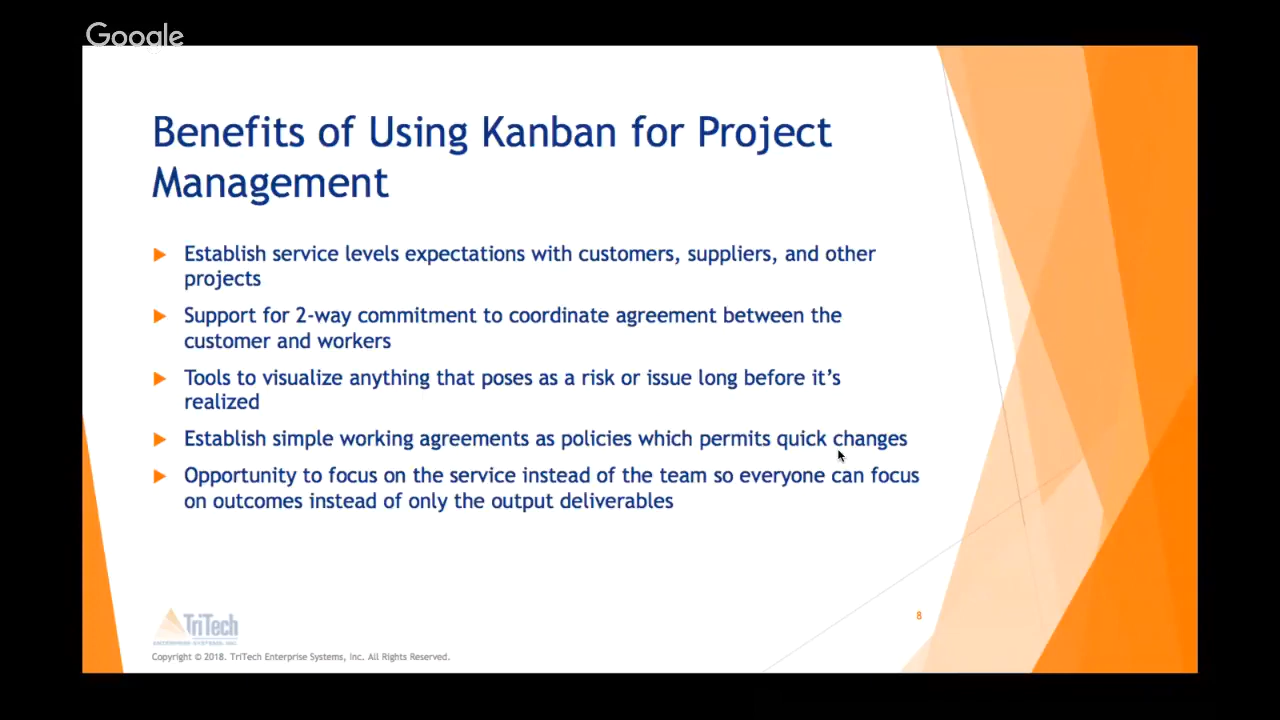 Google
Benefits of Using Kanban for Project
Management
Establish service levels expectations with customers, suppliers, and other
projects
Support for 2-way commitment to coordinate agreement between the
customer and workers
Tools to visualize anything that poses as a risk or issue long before it’s
realized
Establish simple working agreements as policies which permits quick changes
Opportunity to focus on the service instead of the team so everyone can focus
on outcomes instead of only the output deliverables
8
TriTech
ENTERPRISE SYSTEMS, INC.
Copyright © 2018. TriTech Enterprise Systems, Inc. All Rights Reserved.